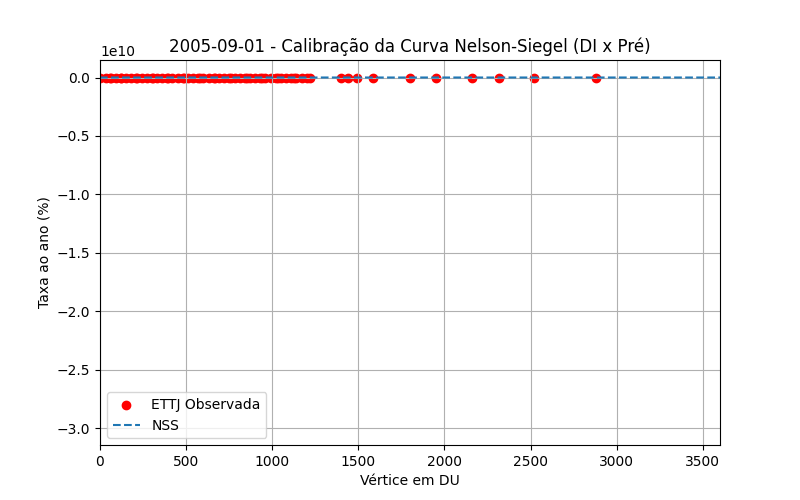 2005-09-01 - Calibração da Curva Nelson-Siegel (DI x Pré)
1e10
0.0
−0.5
−1.0
−1.5
−2.0
−2.5
−3.0
Taxa ao ano (%)
ETTJ Observada
NSS
0 500 1000 1500 2000 2500 3000 3500
Vértice em DU